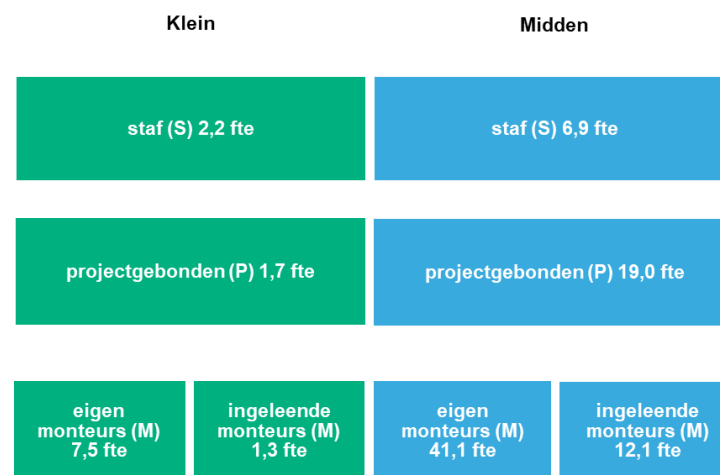 Klein
Midden
staf (S) 2,2 fte
staf (S) 6,9 fte
projectgebonden (P) 1,7 fte
projectgebonden (P) 19,0 fte
eigen
monteurs (M)
7,5 fte
ingeleende
monteurs (M)
1,3 fte
eigen
monteurs (M)
41,1 fte
ingeleende
monteurs (M)
12,1 fte